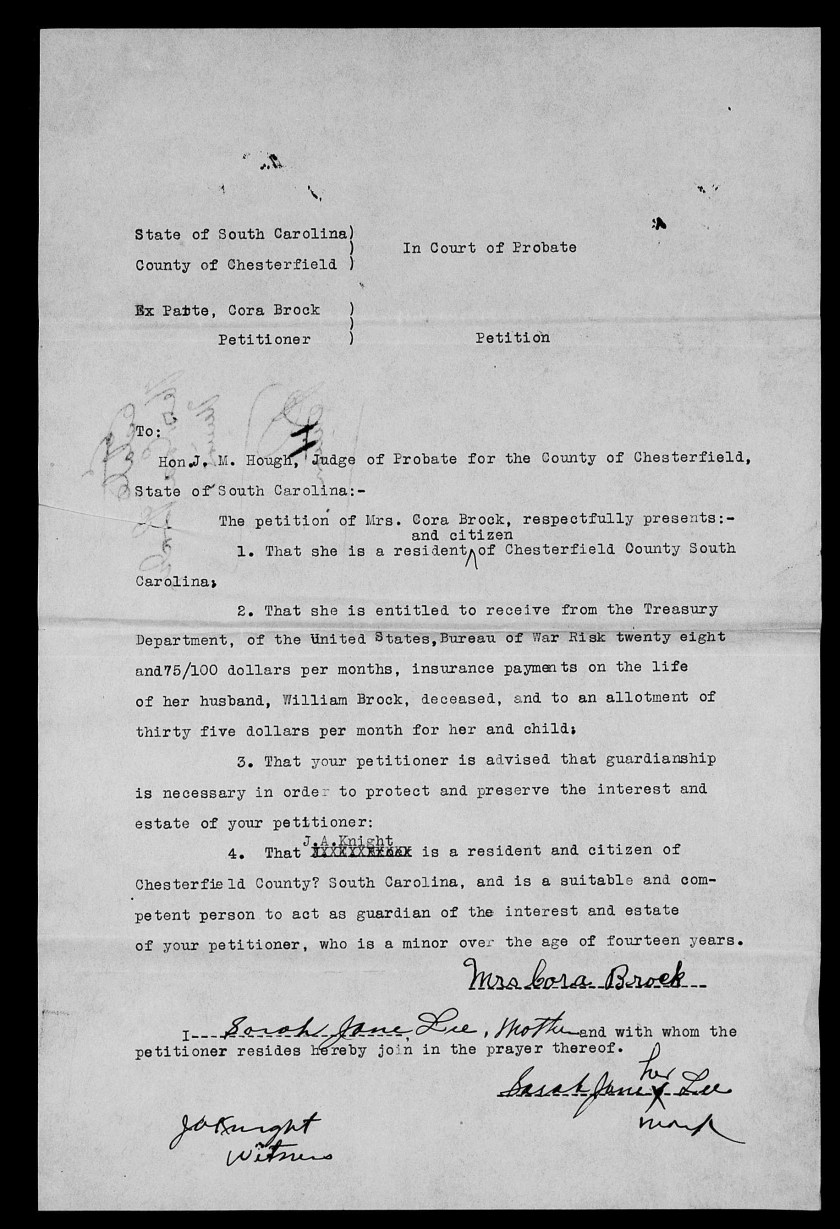 State of South Carolina)
)
In Court of Probate
County of Chesterfield )
Ex Parte, Cora Brock )
)
Petitioner ) Petition
To:
Hon.J. M. Hough, Judge of Probate for the County of Chesterfield,
State of South Carolina:-
The petition of Mrs. Cora Brock, respectfully presents:-
and citizen
1. That she is a resident of Chesterfield County South
Carolina;
2. That she is entitled to receive from the Treasury
Department, of the United States,Bureau of War Risk twenty eight
and75/100 dollars per months, insurance payments on the life
of her husband, William Brock, deceased, and to an allotment of
thirty five dollars per month for her and child;
3. That your petitioner is advised that guardianship
is necessary in order to protect and preserve the interest and
estate of your petitioner:
J.A.Knight
4. That is a resident and citizen of
Chesterfield County? South Carolina, and is a suitable and com-
petent person to act as guardian of the interest and estate
of your petitioner, who is a minor over the age of fourteen years.
Mrs Cora Brock
I---Sarah Jane Lee, Mother and with whom the
petitioner resides hereby join in the prayer thereof.
her
Sarah Jane X Lee
mark
JAKnight
Witness